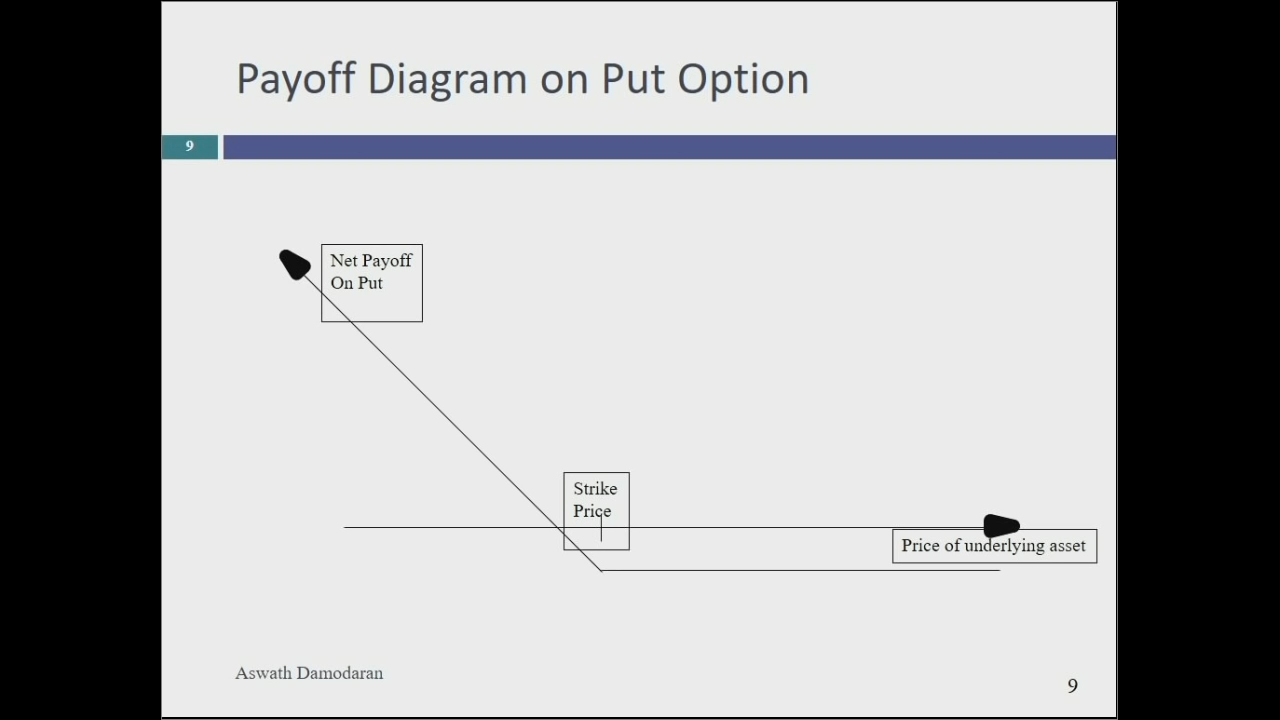 Payoff Diagram on Put Option
9
Net Payoff
On Put
Strike
Price
Price of underlying asset
Aswath Damodaran
9